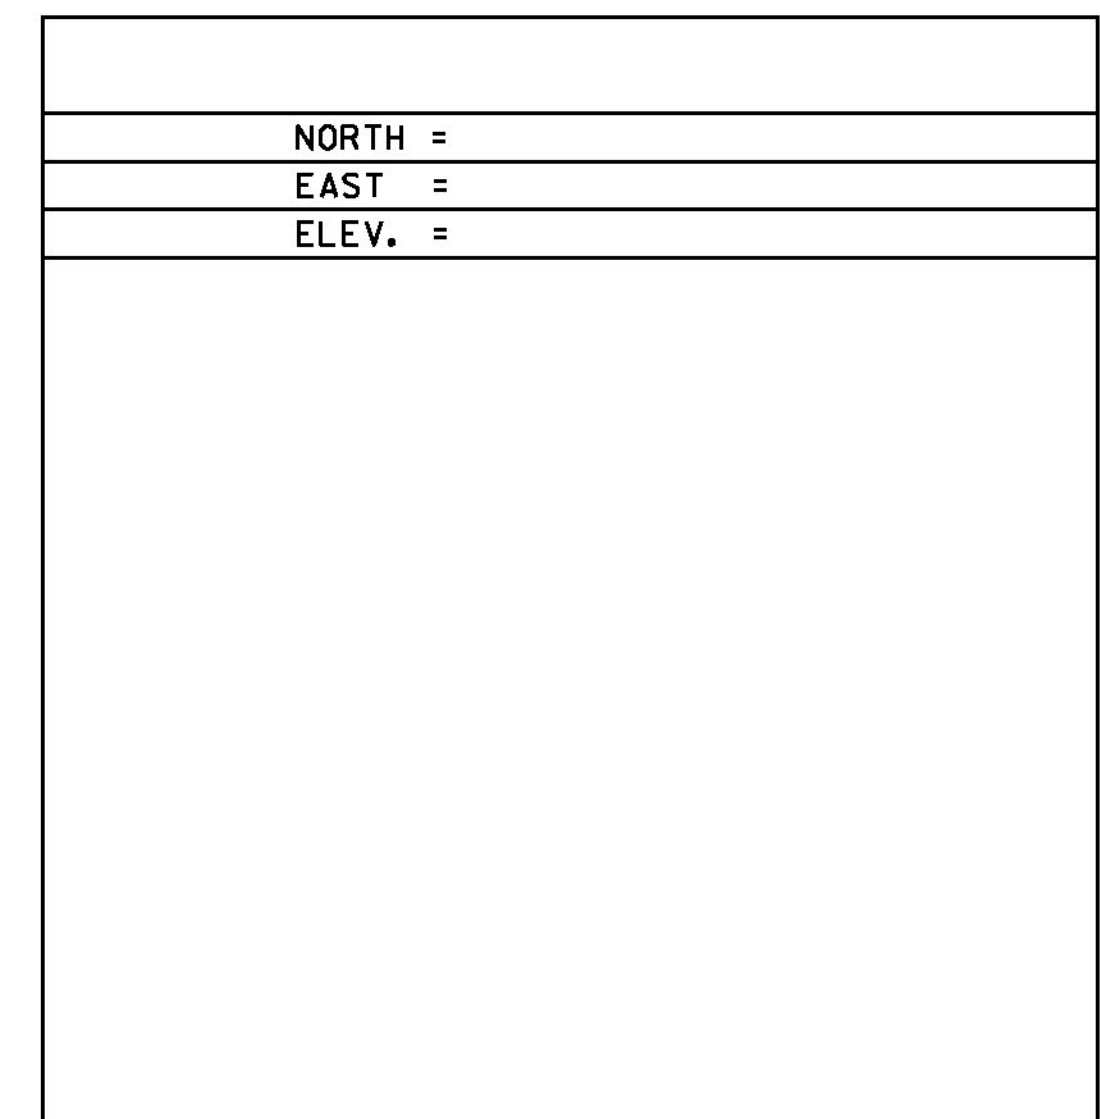 NORTH =
EAST =
ELEV. =